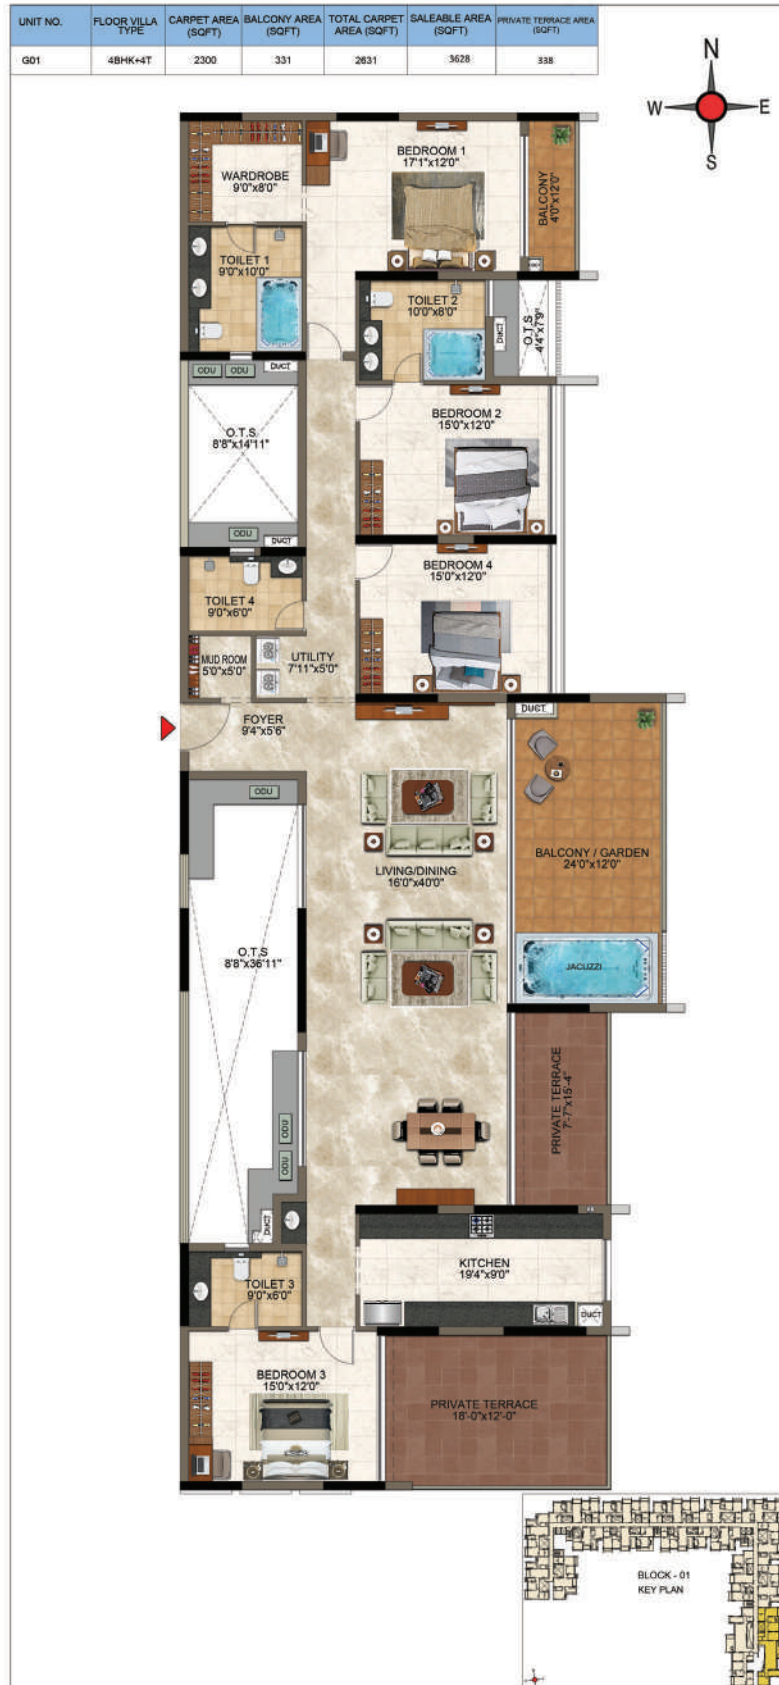 UNIT NO. FLOOR VILLA TYPE CARPET AREA (SQFT) BALCONY AREA (SQFT) TOTAL CARPET AREA (SQFT) SALEABLE AREA (SQFT) PRIVATE TERRACE AREA (SQFT)
G01 4BHK+4T 2300 331 2631 3628 338
N
W E
S
BEDROOM 1
17'1"x12'0"
WARDROBE
9'0"x8'0"
BALCONY
4'0"x12'0"
TOILET 1
9'0"x10'0"
TOILET 2
10'0"x8'0"
DUCT
O.T.S
4'4"x7'9"
ODU ODU DUCT
BEDROOM 2
15'0"x12'0"
O.T.S
8'8"x14'11"
ODU DUCT
BEDROOM 4
15'0"x12'0"
TOILET 4
9'0"x6'0"
MUD ROOM
5'0"x5'0"
UTILITY
7'11"x5'0"
DUCT
FOYER
9'4"x5'6"
ODU
BALCONY / GARDEN
24'0"x12'0"
LIVING/DINING
16'0"x40'0"
O.T.S
8'8"x36'11"
JACUZZI
PRIVATE TERRACE
7'-7"x15'-4"
ODU
ODU
DUCT
KITCHEN
19'4"x9'0"
TOILET 3
9'0"x6'0"
DUCT
BEDROOM 3
15'0"x12'0"
PRIVATE TERRACE
18'-0"x12'-0"
BLOCK - 01
KEY PLAN